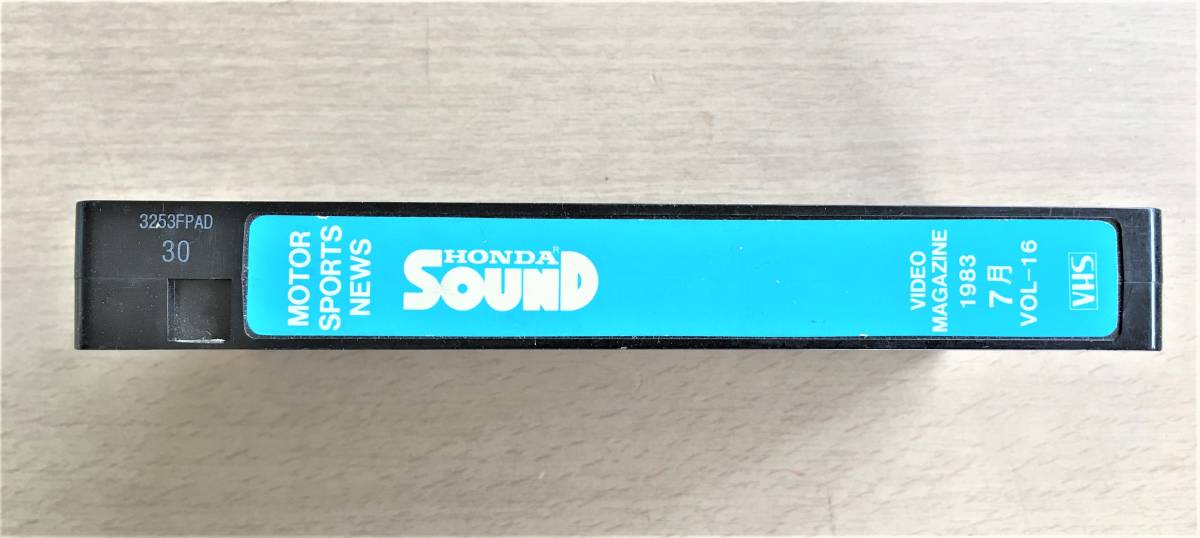 3253FPAD
30
MOTOR
SPORTS
NEWS
HONDA R
SOUND
VIDEO
MAGAZINE
1983
7月
VOL-16
VHS